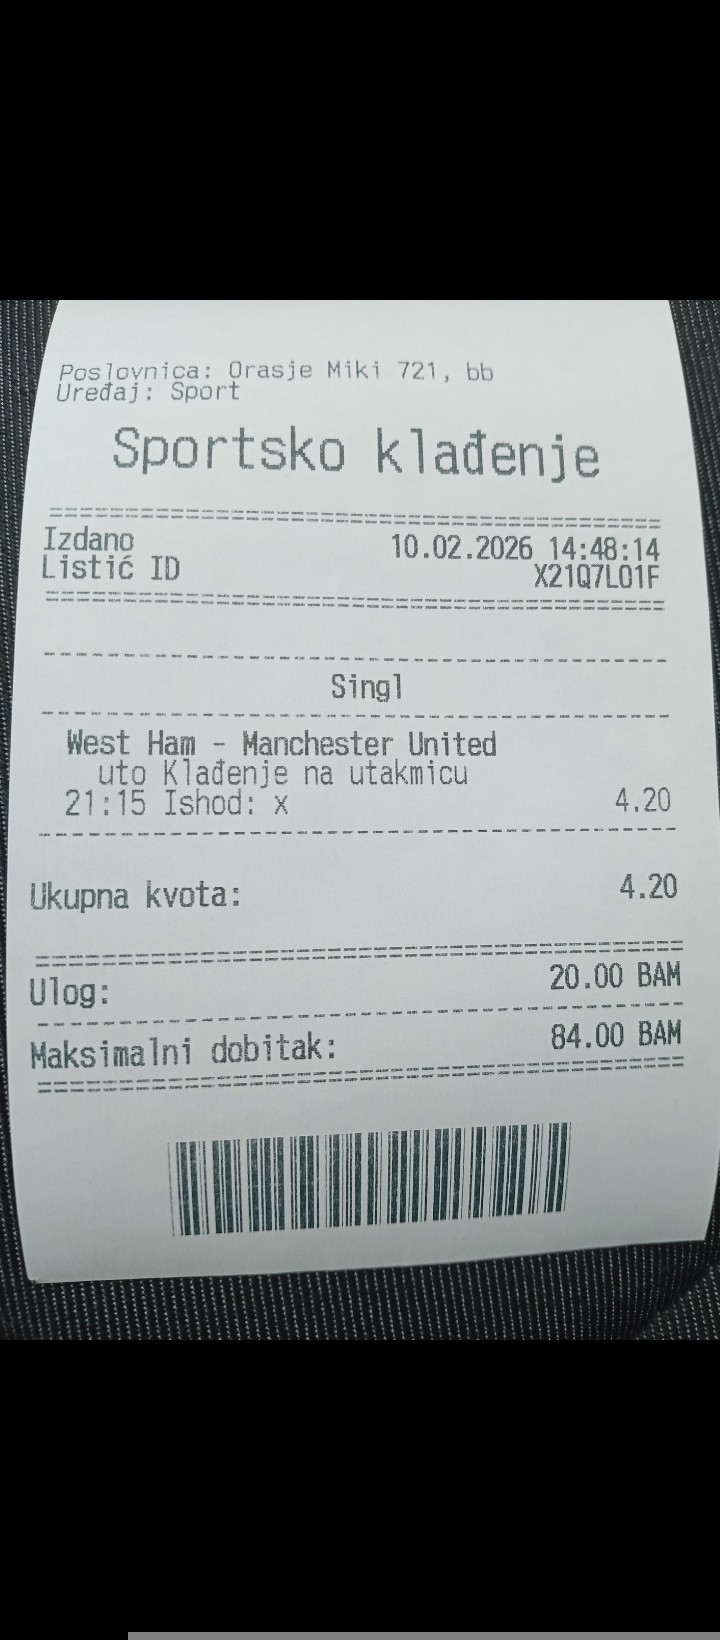 Poslovnica: Orasje Miki 721, bb
Uređaj: Sport
Sportsko klađenje
Izdano 10.02.2026 14:48:14
Listić ID X21Q7L01F
Singl
West Ham - Manchester United
uto Klađenje na utakmicu
21:15 Ishod: x 4.20
Ukupna kvota: 4.20
Ulog: 20.00 BAM
Maksimalni dobitak: 84.00 BAM